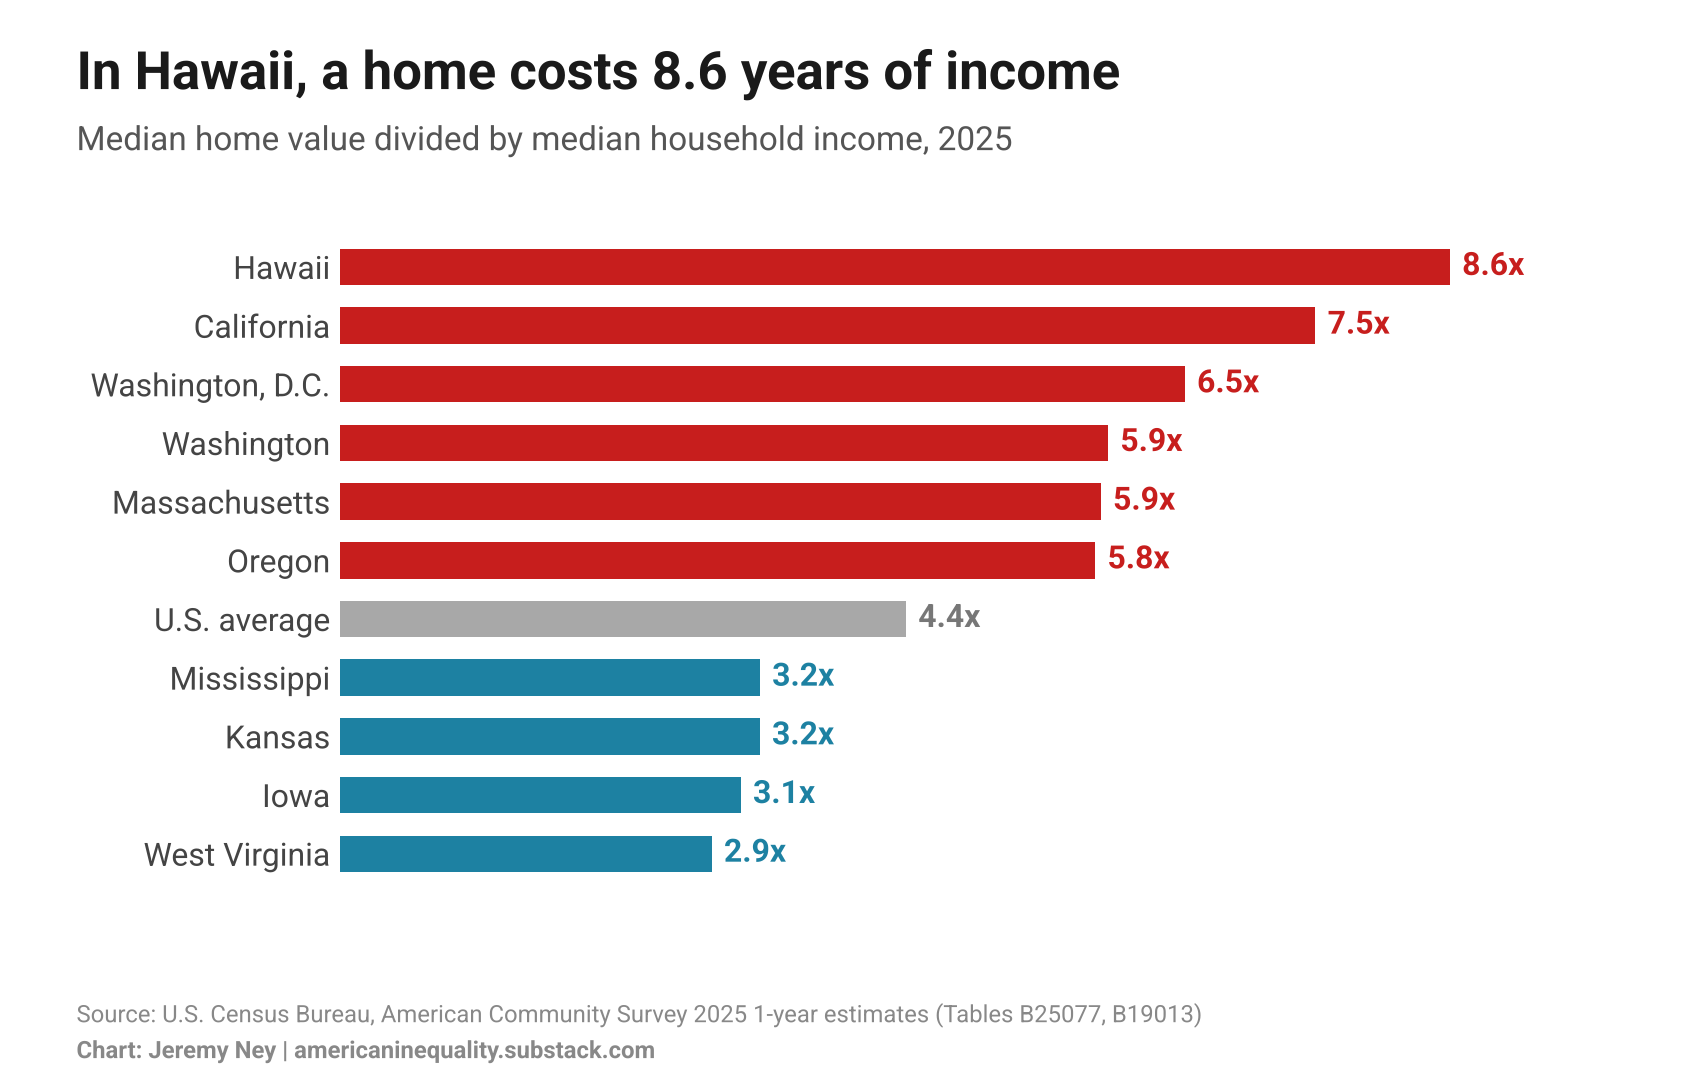 In Hawaii, a home costs 8.6 years of income
Median home value divided by median household income, 2025
Hawaii 8.6x
California 7.5x
Washington, D.C. 6.5x
Washington 5.9x
Massachusetts 5.9x
Oregon 5.8x
U.S. average 4.4x
Mississippi 3.2x
Kansas 3.2x
Iowa 3.1x
West Virginia 2.9x
Source: U.S. Census Bureau, American Community Survey 2025 1-year estimates (Tables B25077, B19013)
Chart: Jeremy Ney | americaninequality.substack.com